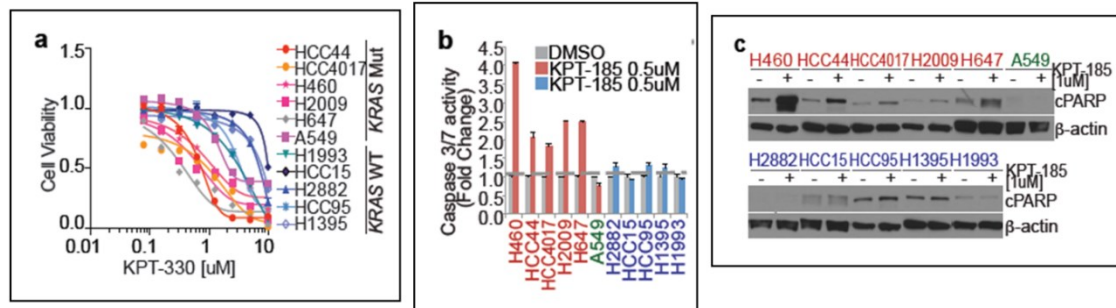 a
1.5
1.0
0.5
0.0
0.01 0.1 1 10
Cell Viability
KPT-330 [uM]
HCC44
HCC4017
H460
H2009
H647
A549
H1993
HCC15
H2882
HCC95
H1395
KRAS Mut
KRAS WT
b
4.5
4.0
3.5
3.0
2.5
2.0
1.5
1.0
0.5
0.0
Caspase 3/7 activity
(Fold Change)
DMSO
KPT-185 0.5uM
KPT-185 0.5uM
H460
HCC44
HCC4017
H2009
H647
A549
H2882
HCC15
HCC95
H1395
H1993
c
H460 HCC44 HCC4017 H2009 H647 A549
- + - + - + - + - + - + KPT-185
[1uM]
cPARP
β-actin
H2882 HCC15 HCC95 H1395 H1993
- + - + - + - + - + KPT-185
[1uM]
cPARP
β-actin